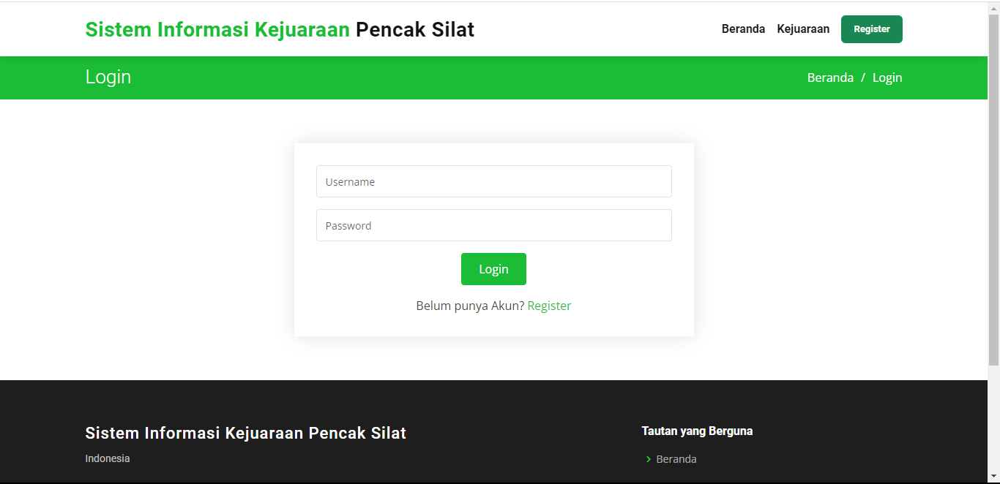 Sistem Informasi Kejuaraan Pencak Silat
Beranda Kejuaraan Register
Login
Beranda / Login
Username
Password
Login
Belum punya Akun? Register
Sistem Informasi Kejuaraan Pencak Silat
Indonesia
Tautan yang Berguna
Beranda